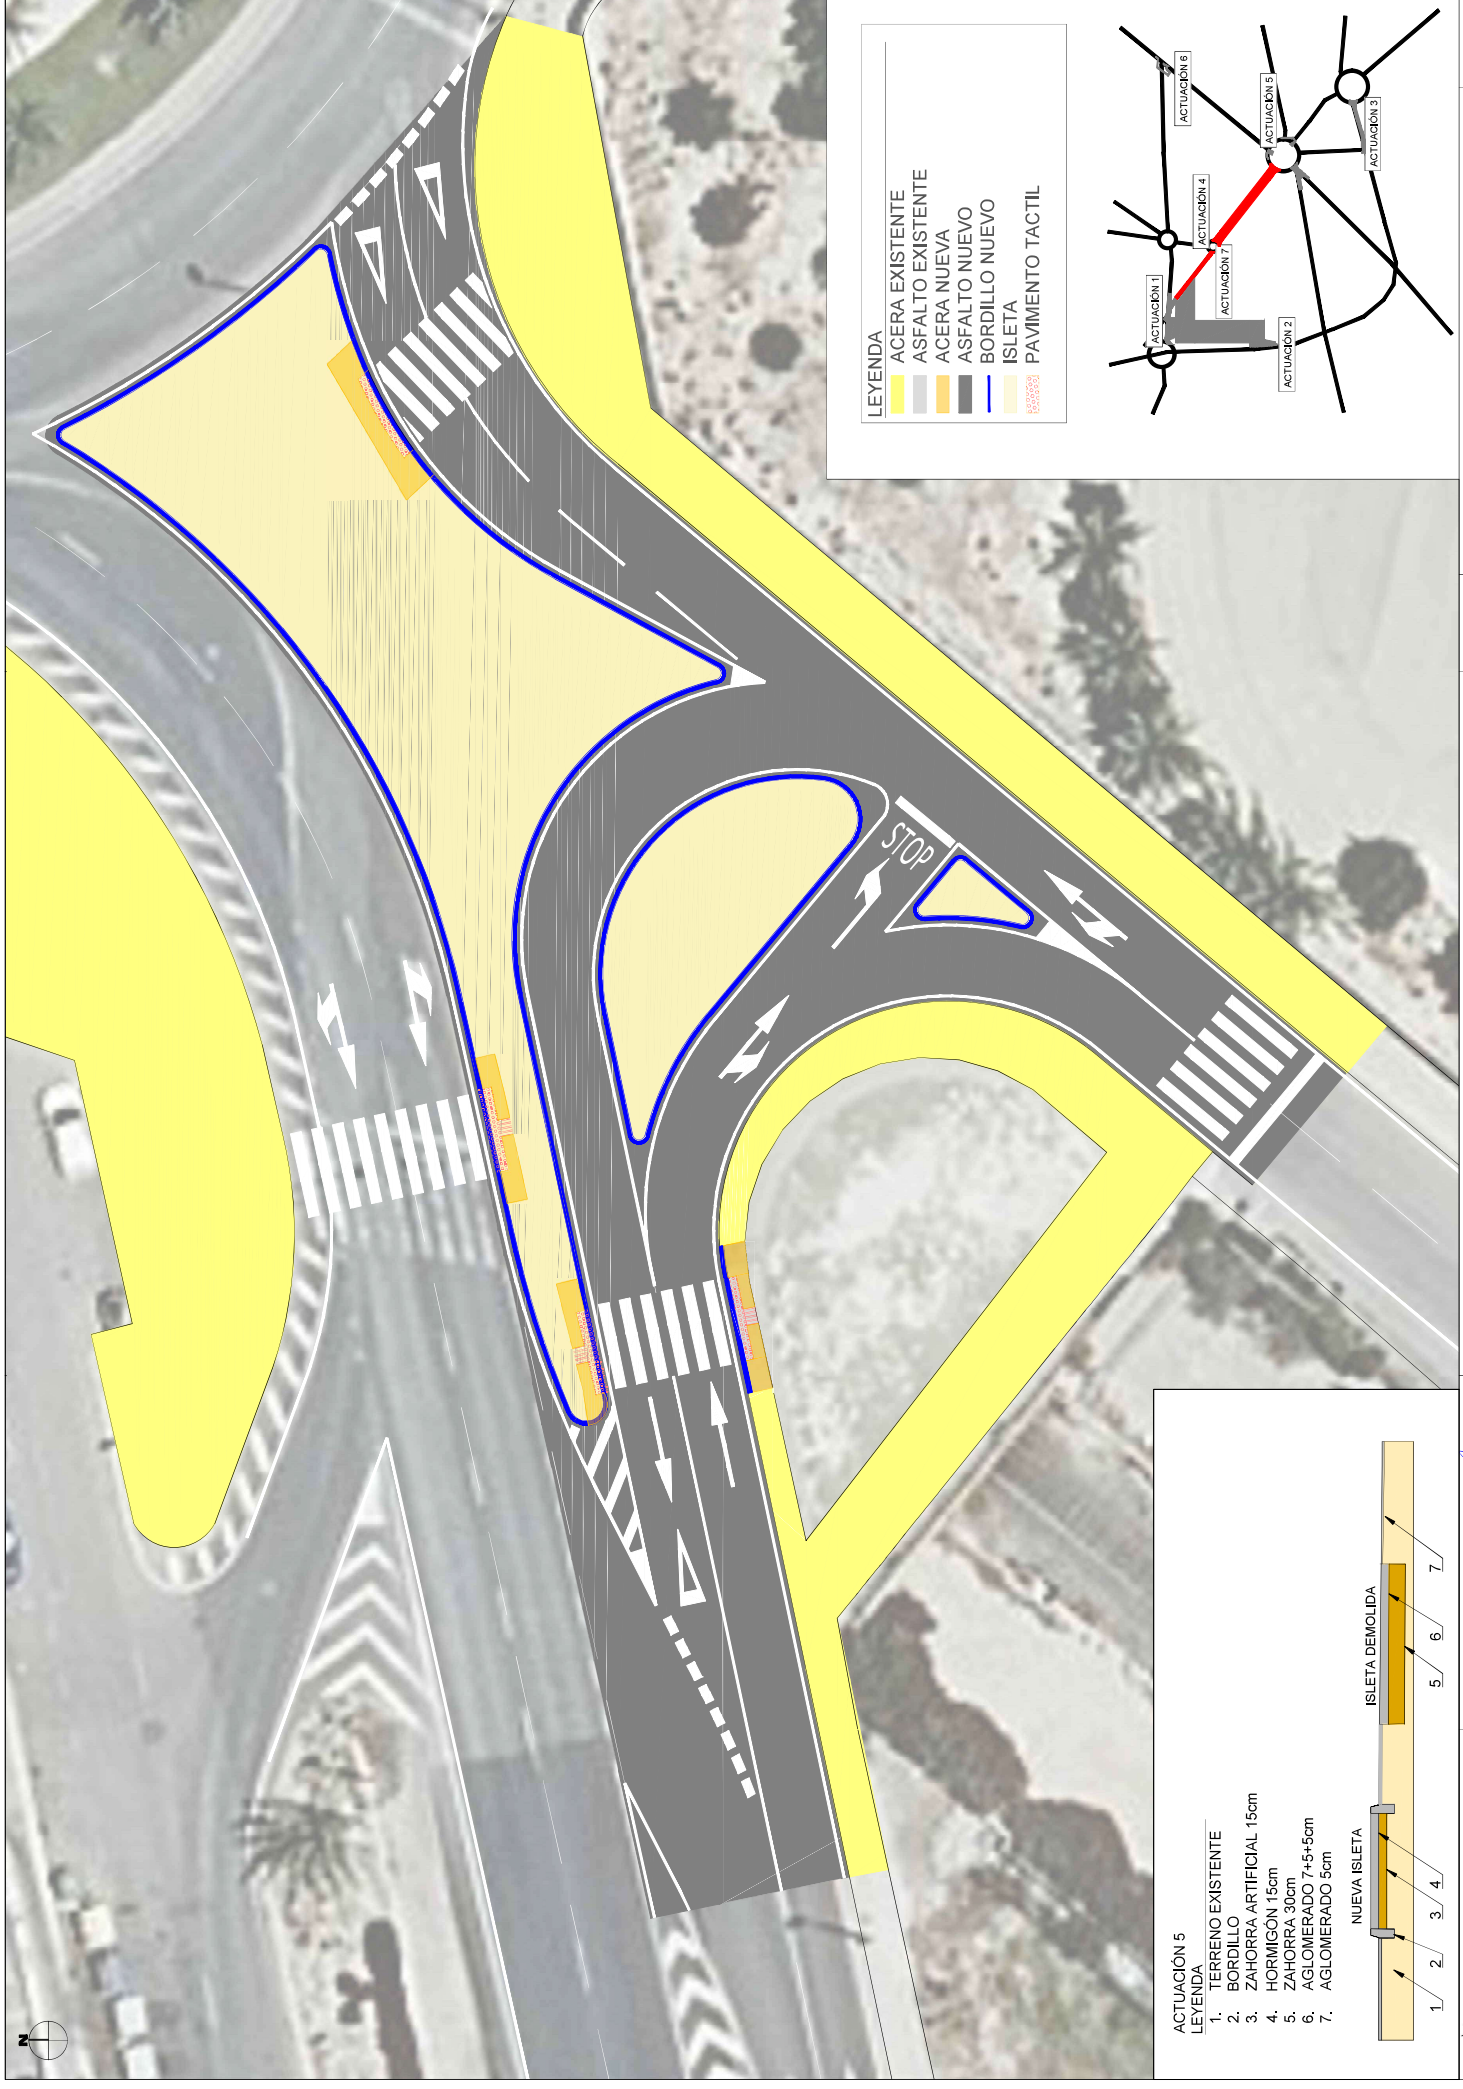 LEYENDA
ACERA EXISTENTE
ASFALTO EXISTENTE
ACERA NUEVA
ASFALTO NUEVO
BORDILLO NUEVO
ISLETA
PAVIMENTO TACTIL
ACTUACIÓN 1
ACTUACIÓN 2
ACTUACIÓN 3
ACTUACIÓN 4
ACTUACIÓN 5
ACTUACIÓN 6
ACTUACIÓN 7
STOP
N
ACTUACIÓN 5
LEYENDA
1. TERRENO EXISTENTE
2. BORDILLO
3. ZAHORRA ARTIFICIAL 15cm
4. HORMIGÓN 15cm
5. ZAHORRA 30cm
6. AGLOMERADO 7+5+5cm
7. AGLOMERADO 5cm
NUEVA ISLETA
ISLETA DEMOLIDA
1 2 3 4 5 6 7